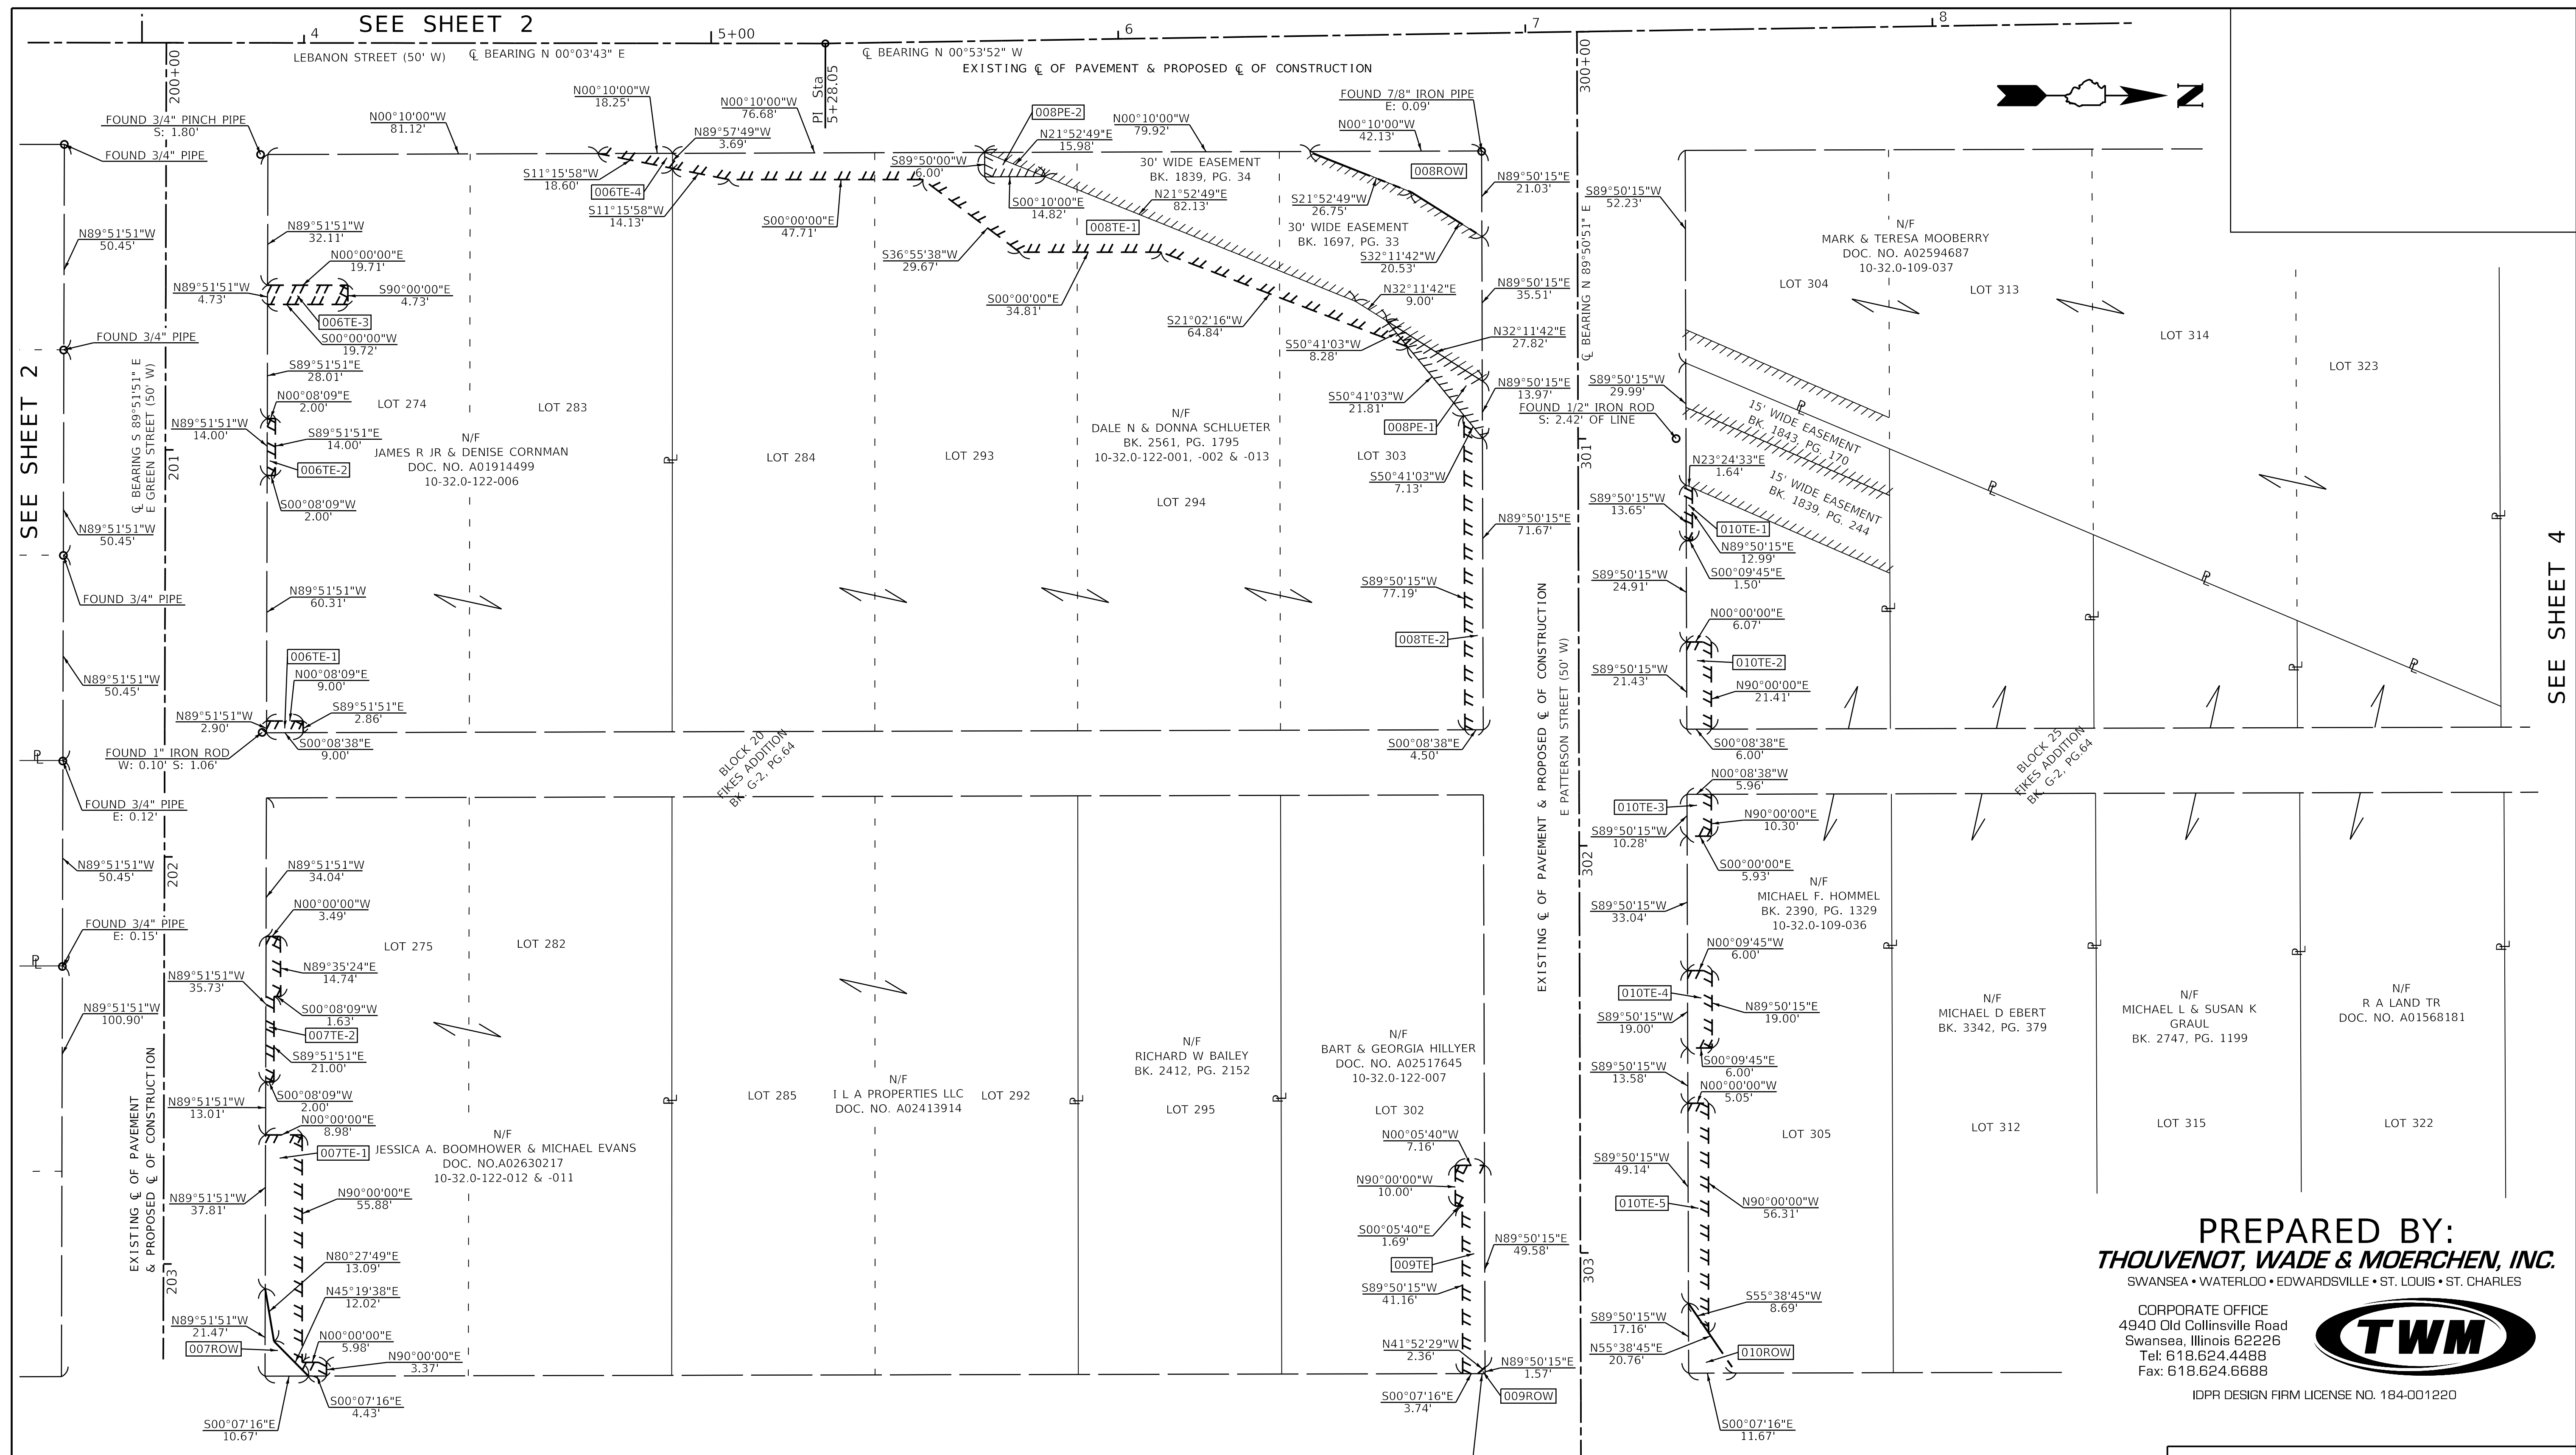 SEE SHEET 2
4
5+00
6
7
8
LEBANON STREET (50' W)
℄ BEARING N 00°03'43" E
℄ BEARING N 00°53'52" W
EXISTING ℄ OF PAVEMENT & PROPOSED ℄ OF CONSTRUCTION
200+00
PI Sta
5+28.05
300+00
N
FOUND 3/4" PINCH PIPE
S: 1.80'
FOUND 3/4" PIPE
N00°10'00"W
81.12'
N00°10'00"W
18.25'
N00°10'00"W
76.68'
N89°57'49"W
3.69'
008PE-2
N21°52'49"E
15.98'
N00°10'00"W
79.92'
FOUND 7/8" IRON PIPE
E: 0.09'
N00°10'00"W
42.13'
S11°15'58"W
18.60'
006TE-4
S11°15'58"W
14.13'
S89°50'00"W
6.00'
30' WIDE EASEMENT
BK. 1839, PG. 34
008ROW
N21°52'49"E
82.13'
S00°10'00"E
14.82'
S00°00'00"E
47.71'
008TE-1
S21°52'49"W
26.75'
30' WIDE EASEMENT
BK. 1697, PG. 33
N89°50'15"E
21.03'
S89°50'15"W
52.23'
N/F
MARK & TERESA MOOBERRY
DOC. NO. A02594687
10-32.0-109-037
LOT 304
LOT 313
LOT 314
LOT 323
N89°51'51"W
50.45'
N89°51'51"W
32.11'
N00°00'00"E
19.71'
N89°51'51"W
4.73'
S90°00'00"E
4.73'
006TE-3
S00°00'00"W
19.72'
S36°55'38"W
29.67'
S32°11'42"W
20.53'
S00°00'00"E
34.81'
N32°11'42"E
9.00'
N89°50'15"E
35.51'
S21°02'16"W
64.84'
S50°41'03"W
8.28'
N32°11'42"E
27.82'
℄ BEARING N 89°50'51" E
FOUND 3/4" PIPE
SEE SHEET 2
℄ BEARING S 89°51'51" E
E GREEN STREET (50' W)
S89°51'51"E
28.01'
N00°08'09"E
2.00'
LOT 274
LOT 283
N89°51'51"W
14.00'
S89°51'51"E
14.00'
006TE-2
N/F
JAMES R JR & DENISE CORNMAN
DOC. NO. A01914499
10-32.0-122-006
201
S00°08'09"W
2.00'
LOT 284
LOT 293
N/F
DALE N & DONNA SCHLUETER
BK. 2561, PG. 1795
10-32.0-122-001, -002 & -013
LOT 294
S50°41'03"W
21.81'
008PE-1
LOT 303
S50°41'03"W
7.13'
N89°50'15"E
13.97'
S89°50'15"W
29.99'
FOUND 1/2" IRON ROD
S: 2.42' OF LINE
301
15' WIDE EASEMENT
BK. 1843, PG. 170
15' WIDE EASEMENT
BK. 1839, PG. 244
N23°24'33"E
1.64'
S89°50'15"W
13.65'
010TE-1
N89°50'15"E
12.99'
N89°50'15"E
71.67'
S00°09'45"E
1.50'
S89°50'15"W
24.91'
S89°50'15"W
77.19'
008TE-2
N00°00'00"E
6.07'
010TE-2
S89°50'15"W
21.43'
N90°00'00"E
21.41'
SEE SHEET 4
N89°51'51"W
50.45'
FOUND 3/4" PIPE
N89°51'51"W
60.31'
006TE-1
N00°08'09"E
9.00'
N89°51'51"W
50.45'
N89°51'51"W
2.90'
S89°51'51"E
2.86'
FOUND 1" IRON ROD
W: 0.10' S: 1.06'
S00°08'38"E
9.00'
BLOCK 20
FIKES ADDITION
BK. G-2, PG.64
S00°08'38"E
4.50'
S00°08'38"E
6.00'
BLOCK 25
FIKES ADDITION
BK. G-2, PG.64
EXISTING ℄ OF PAVEMENT & PROPOSED ℄ OF CONSTRUCTION
E PATTERSON STREET (50' W)
FOUND 3/4" PIPE
E: 0.12'
N00°08'38"W
5.96'
010TE-3
N90°00'00"E
10.30'
S89°50'15"W
10.28'
S00°00'00"E
5.93'
302
N89°51'51"W
50.45'
202
N89°51'51"W
34.04'
FOUND 3/4" PIPE
E: 0.15'
N00°00'00"W
3.49'
LOT 275
LOT 282
N/F
MICHAEL F. HOMMEL
BK. 2390, PG. 1329
10-32.0-109-036
S89°50'15"W
33.04'
N00°09'45"W
6.00'
N89°51'51"W
35.73'
N89°35'24"E
14.74'
S00°08'09"W
1.63'
007TE-2
N89°51'51"W
100.90'
S89°51'51"E
21.00'
010TE-4
S89°50'15"W
19.00'
N89°50'15"E
19.00'
N/F
MICHAEL D EBERT
BK. 3342, PG. 379
N/F
MICHAEL L & SUSAN K
GRAUL
BK. 2747, PG. 1199
N/F
R A LAND TR
DOC. NO. A01568181
EXISTING ℄ OF PAVEMENT
& PROPOSED ℄ OF CONSTRUCTION
S00°08'09"W
2.00'
N89°51'51"W
13.01'
N00°00'00"E
8.98'
LOT 285
N/F
I L A PROPERTIES LLC
DOC. NO. A02413914
LOT 292
N/F
RICHARD W BAILEY
BK. 2412, PG. 2152
LOT 295
N/F
BART & GEORGIA HILLYER
DOC. NO. A02517645
10-32.0-122-007
LOT 302
S00°09'45"E
6.00'
S89°50'15"W
13.58'
N00°00'00"W
5.05'
LOT 305
LOT 312
LOT 315
LOT 322
007TE-1
N/F
JESSICA A. BOOMHOWER & MICHAEL EVANS
DOC. NO.A02630217
10-32.0-122-012 & -011
N00°05'40"W
7.16'
N89°51'51"W
37.81'
N90°00'00"E
55.88'
N90°00'00"W
10.00'
S89°50'15"W
49.14'
010TE-5
N90°00'00"W
56.31'
S00°05'40"E
1.69'
009TE
N89°50'15"E
49.58'
203
303
N80°27'49"E
13.09'
N45°19'38"E
12.02'
S89°50'15"W
41.16'
S55°38'45"W
8.69'
N89°51'51"W
21.47'
007ROW
N00°00'00"E
5.98'
N90°00'00"E
3.37'
N41°52'29"W
2.36'
N89°50'15"E
1.57'
S89°50'15"W
17.16'
N55°38'45"E
20.76'
010ROW
S00°07'16"E
4.43'
S00°07'16"E
10.67'
S00°07'16"E
3.74'
009ROW
S00°07'16"E
11.67'
PREPARED BY:
THOUVENOT, WADE & MOERCHEN, INC.
SWANSEA • WATERLOO • EDWARDSVILLE • ST. LOUIS • ST. CHARLES
CORPORATE OFFICE
4940 Old Collinsville Road
Swansea, Illinois 62226
Tel: 618.624.4488
Fax: 618.624.6688
TWM
IDPR DESIGN FIRM LICENSE NO. 184-001220